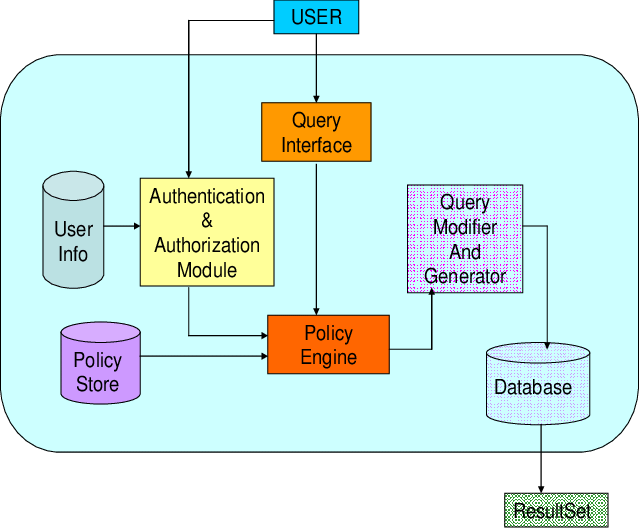 USER
Query
Interface
Authentication
&
Authorization
Module
User
Info
Query
Modifier
And
Generator
Policy
Engine
Policy
Store
Database
ResultSet